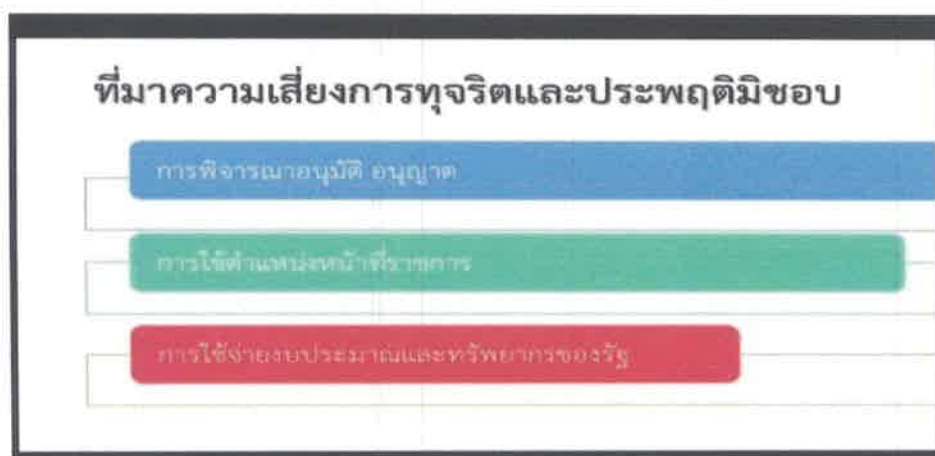 ที่มาความเสี่ยงการทุจริตและประพฤติมิชอบ
การพิจารณาอนุมัติ อนุญาต
การใช้ตำแหน่งหน้าที่ราชการ
การใช้จ่ายงบประมาณและทรัพยากรของรัฐ